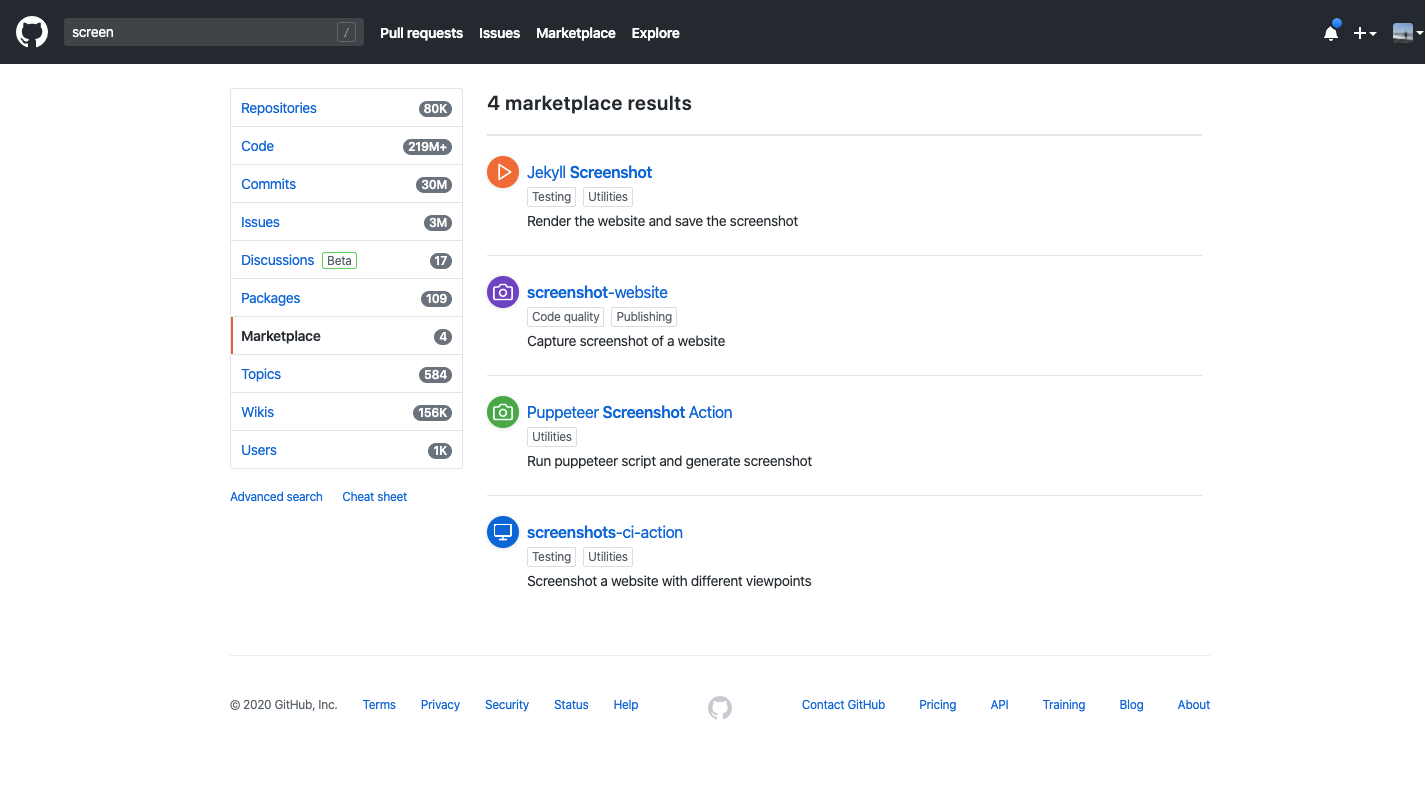 screen /
Pull requests Issues Marketplace Explore
Repositories 80K
Code 219M+
Commits 30M
Issues 3M
Discussions Beta 17
Packages 109
Marketplace 4
Topics 584
Wikis 156K
Users 1K
Advanced search Cheat sheet
4 marketplace results
Jekyll Screenshot
Testing Utilities
Render the website and save the screenshot
screenshot-website
Code quality Publishing
Capture screenshot of a website
Puppeteer Screenshot Action
Utilities
Run puppeteer script and generate screenshot
screenshots-ci-action
Testing Utilities
Screenshot a website with different viewpoints
© 2020 GitHub, Inc. Terms Privacy Security Status Help Contact GitHub Pricing API Training Blog About